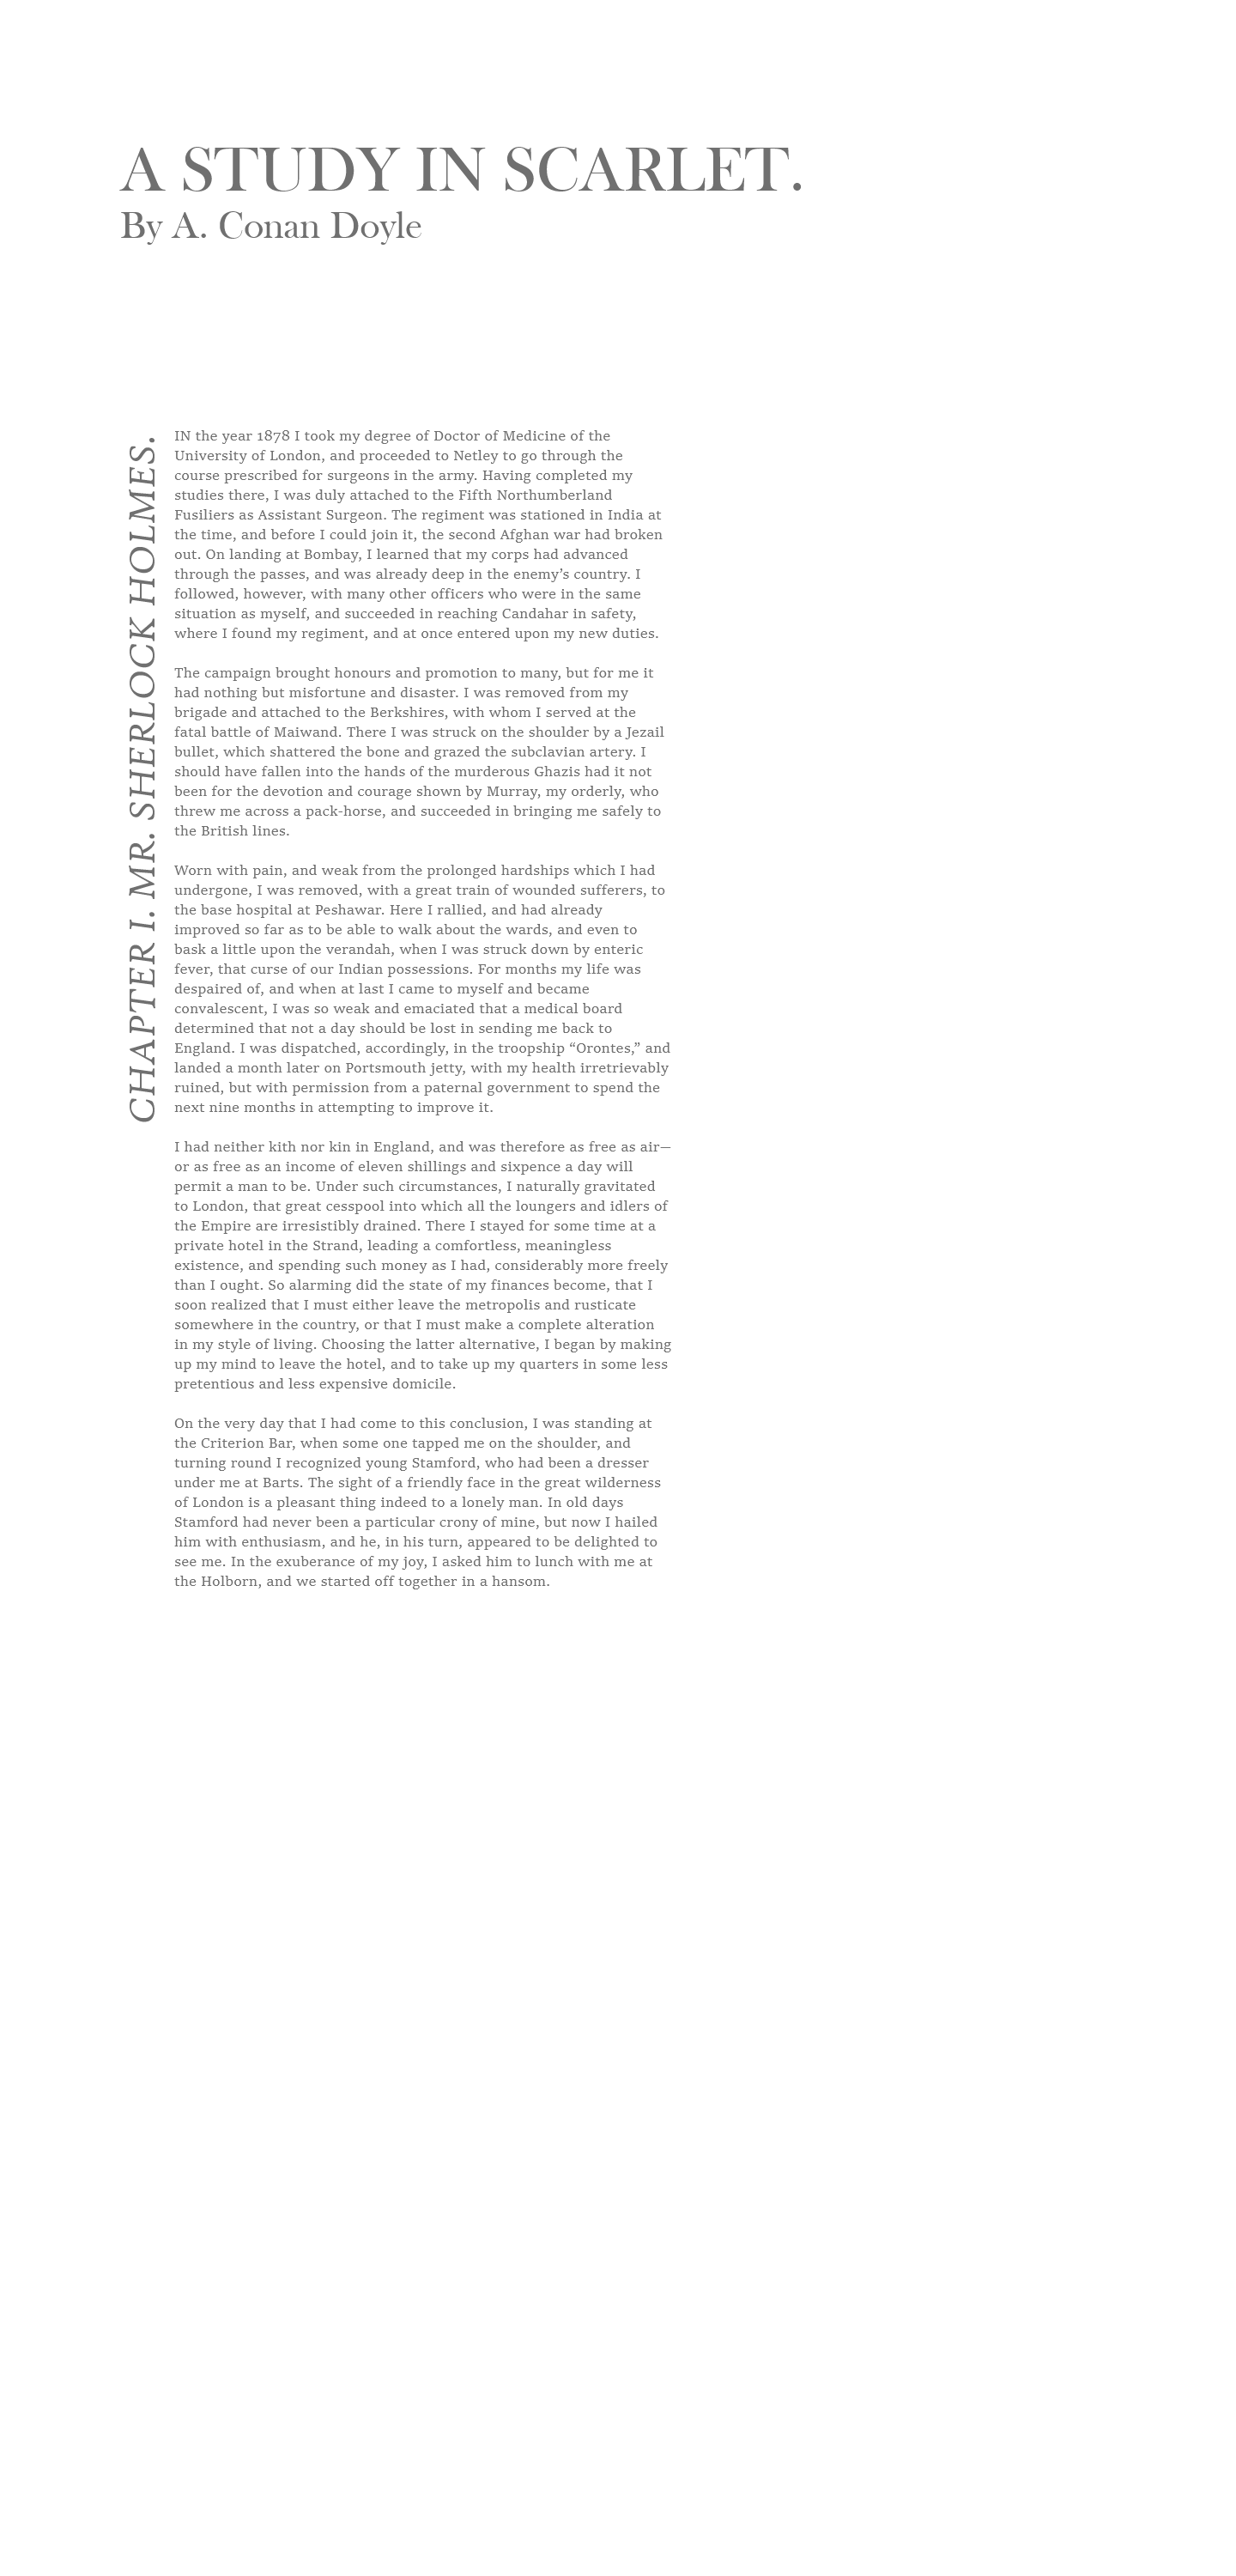 A STUDY IN SCARLET.
By A. Conan Doyle
CHAPTER I. MR. SHERLOCK HOLMES.
IN the year 1878 I took my degree of Doctor of Medicine of the
University of London, and proceeded to Netley to go through the
course prescribed for surgeons in the army. Having completed my
studies there, I was duly attached to the Fifth Northumberland
Fusiliers as Assistant Surgeon. The regiment was stationed in India at
the time, and before I could join it, the second Afghan war had broken
out. On landing at Bombay, I learned that my corps had advanced
through the passes, and was already deep in the enemy’s country. I
followed, however, with many other officers who were in the same
situation as myself, and succeeded in reaching Candahar in safety,
where I found my regiment, and at once entered upon my new duties.
The campaign brought honours and promotion to many, but for me it
had nothing but misfortune and disaster. I was removed from my
brigade and attached to the Berkshires, with whom I served at the
fatal battle of Maiwand. There I was struck on the shoulder by a Jezail
bullet, which shattered the bone and grazed the subclavian artery. I
should have fallen into the hands of the murderous Ghazis had it not
been for the devotion and courage shown by Murray, my orderly, who
threw me across a pack-horse, and succeeded in bringing me safely to
the British lines.
Worn with pain, and weak from the prolonged hardships which I had
undergone, I was removed, with a great train of wounded sufferers, to
the base hospital at Peshawar. Here I rallied, and had already
improved so far as to be able to walk about the wards, and even to
bask a little upon the verandah, when I was struck down by enteric
fever, that curse of our Indian possessions. For months my life was
despaired of, and when at last I came to myself and became
convalescent, I was so weak and emaciated that a medical board
determined that not a day should be lost in sending me back to
England. I was dispatched, accordingly, in the troopship “Orontes,” and
landed a month later on Portsmouth jetty, with my health irretrievably
ruined, but with permission from a paternal government to spend the
next nine months in attempting to improve it.
I had neither kith nor kin in England, and was therefore as free as air—
or as free as an income of eleven shillings and sixpence a day will
permit a man to be. Under such circumstances, I naturally gravitated
to London, that great cesspool into which all the loungers and idlers of
the Empire are irresistibly drained. There I stayed for some time at a
private hotel in the Strand, leading a comfortless, meaningless
existence, and spending such money as I had, considerably more freely
than I ought. So alarming did the state of my finances become, that I
soon realized that I must either leave the metropolis and rusticate
somewhere in the country, or that I must make a complete alteration
in my style of living. Choosing the latter alternative, I began by making
up my mind to leave the hotel, and to take up my quarters in some less
pretentious and less expensive domicile.
On the very day that I had come to this conclusion, I was standing at
the Criterion Bar, when some one tapped me on the shoulder, and
turning round I recognized young Stamford, who had been a dresser
under me at Barts. The sight of a friendly face in the great wilderness
of London is a pleasant thing indeed to a lonely man. In old days
Stamford had never been a particular crony of mine, but now I hailed
him with enthusiasm, and he, in his turn, appeared to be delighted to
see me. In the exuberance of my joy, I asked him to lunch with me at
the Holborn, and we started off together in a hansom.